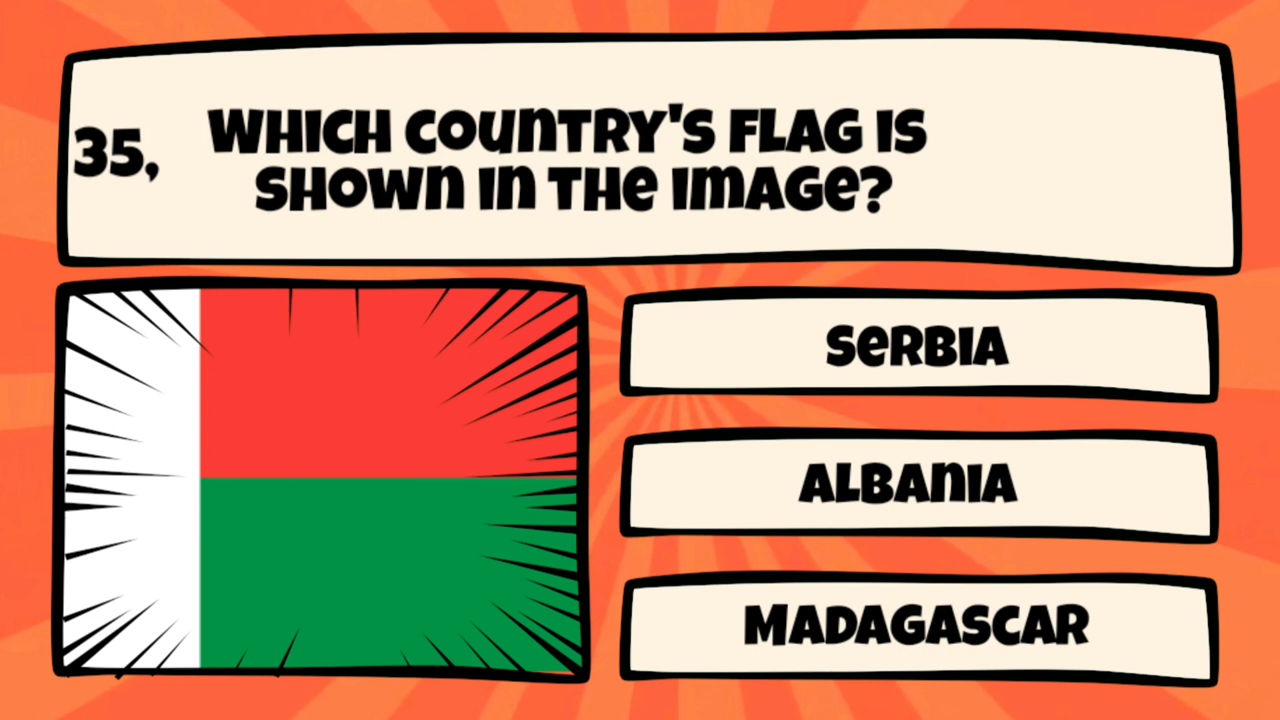 35,
WHICH COUNTRY'S FLAG IS
SHOWN IN THE IMAGE?
SERBIA
ALBANIA
MADAGASCAR